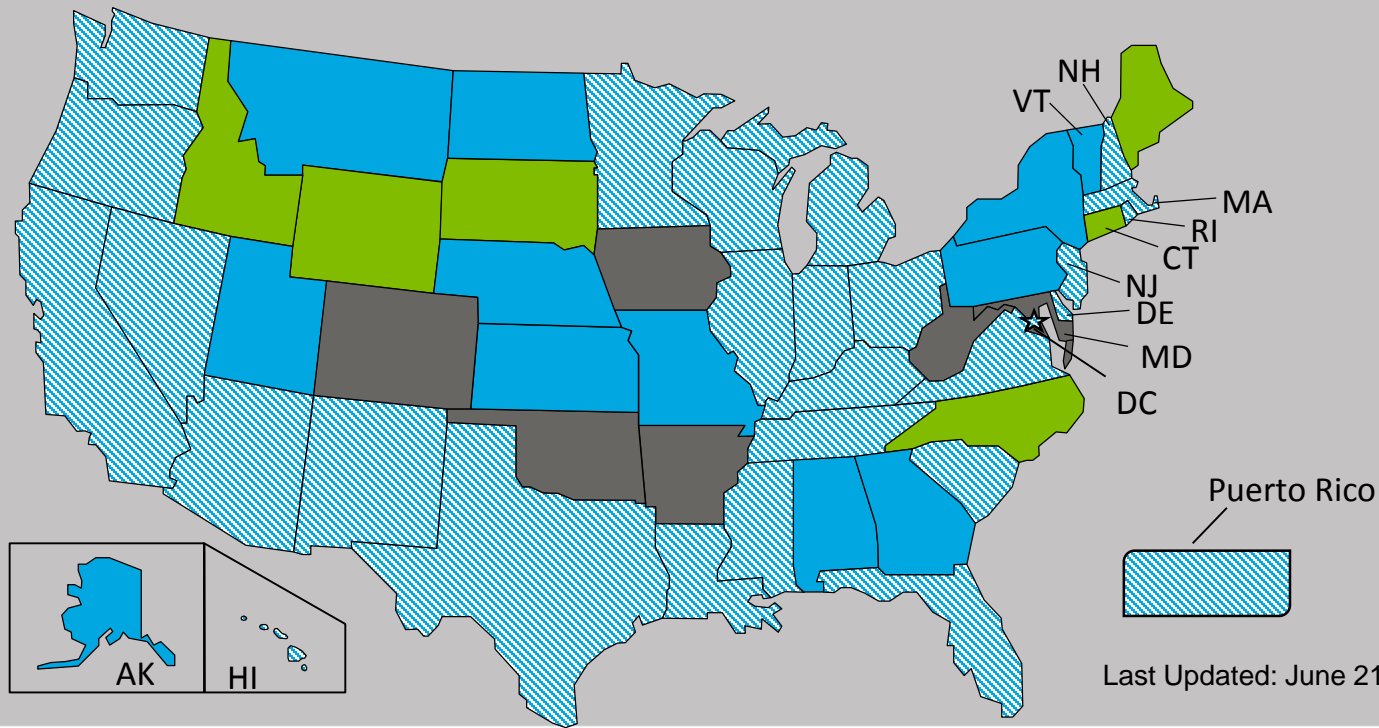 NH
VT
MA
RI
CT
NJ
DE
MD
DC
Puerto Rico
AK
HI
Last Updated: June 21